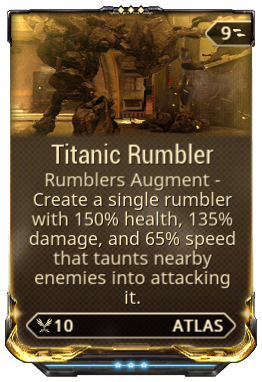 9
Titanic Rumbler
Rumblers Augment -
Create a single rumbler
with 150% health, 135%
damage, and 65% speed
that taunts nearby
enemies into attacking
it.
10 ATLAS